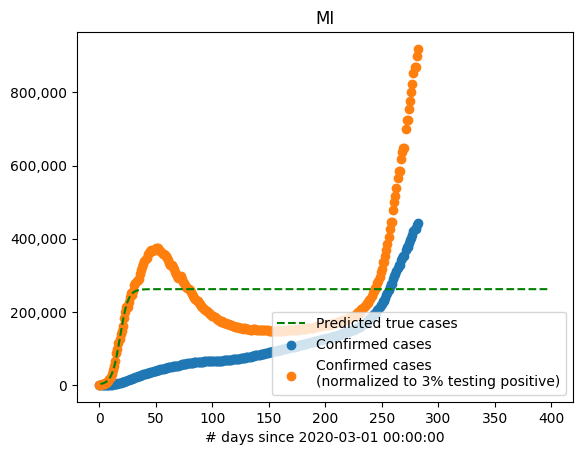 MI
800,000
600,000
400,000
200,000
0
Predicted true cases
Confirmed cases
Confirmed cases
(normalized to 3% testing positive)
0 50 100 150 200 250 300 350 400
# days since 2020-03-01 00:00:00